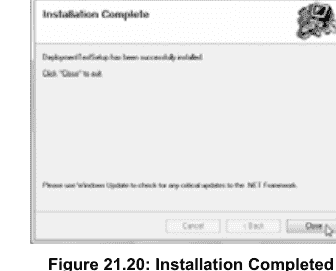 Installation Complete
DeploymentTestSetup has been successfully installed.
Click "Close" to exit.
Please use Windows Update to check for any critical updates to the .NET Framework.
Cancel
< Back
Close
Figure 21.20: Installation Completed